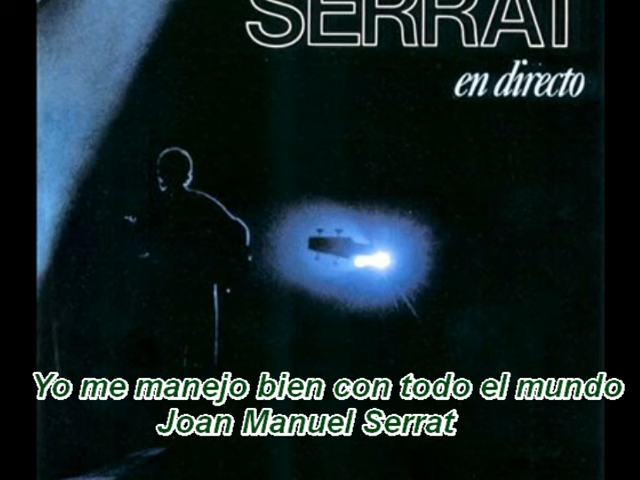 SERRAT
en directo
Yo me manejo bien con todo el mundo
Joan Manuel Serrat